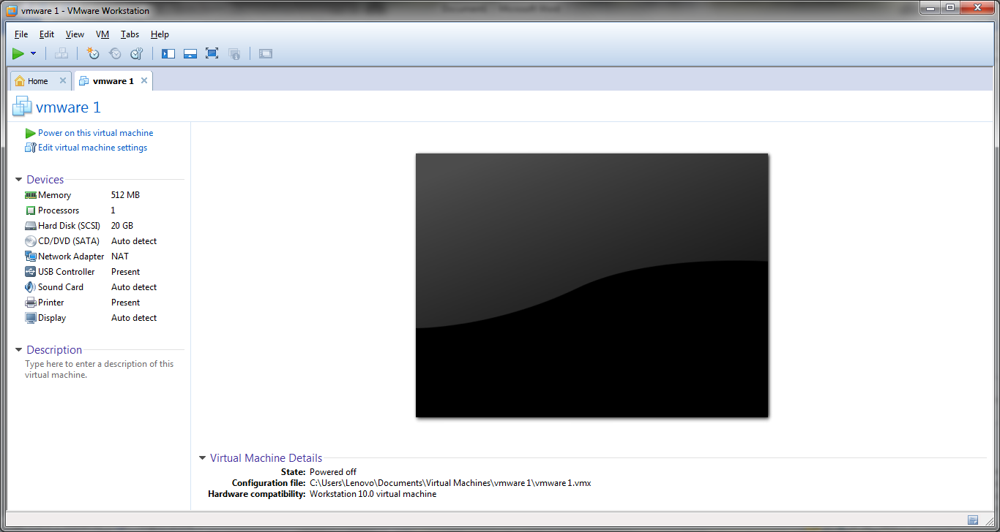 vmware 1 - VMware Workstation
File Edit View VM Tabs Help
Home vmware 1
vmware 1
Power on this virtual machine
Edit virtual machine settings
Devices
Memory 512 MB
Processors 1
Hard Disk (SCSI) 20 GB
CD/DVD (SATA) Auto detect
Network Adapter NAT
USB Controller Present
Sound Card Auto detect
Printer Present
Display Auto detect
Description
Type here to enter a description of this
virtual machine.
Virtual Machine Details
State: Powered off
Configuration file: C:\Users\Lenovo\Documents\Virtual Machines\vmware 1\vmware 1.vmx
Hardware compatibility: Workstation 10.0 virtual machine